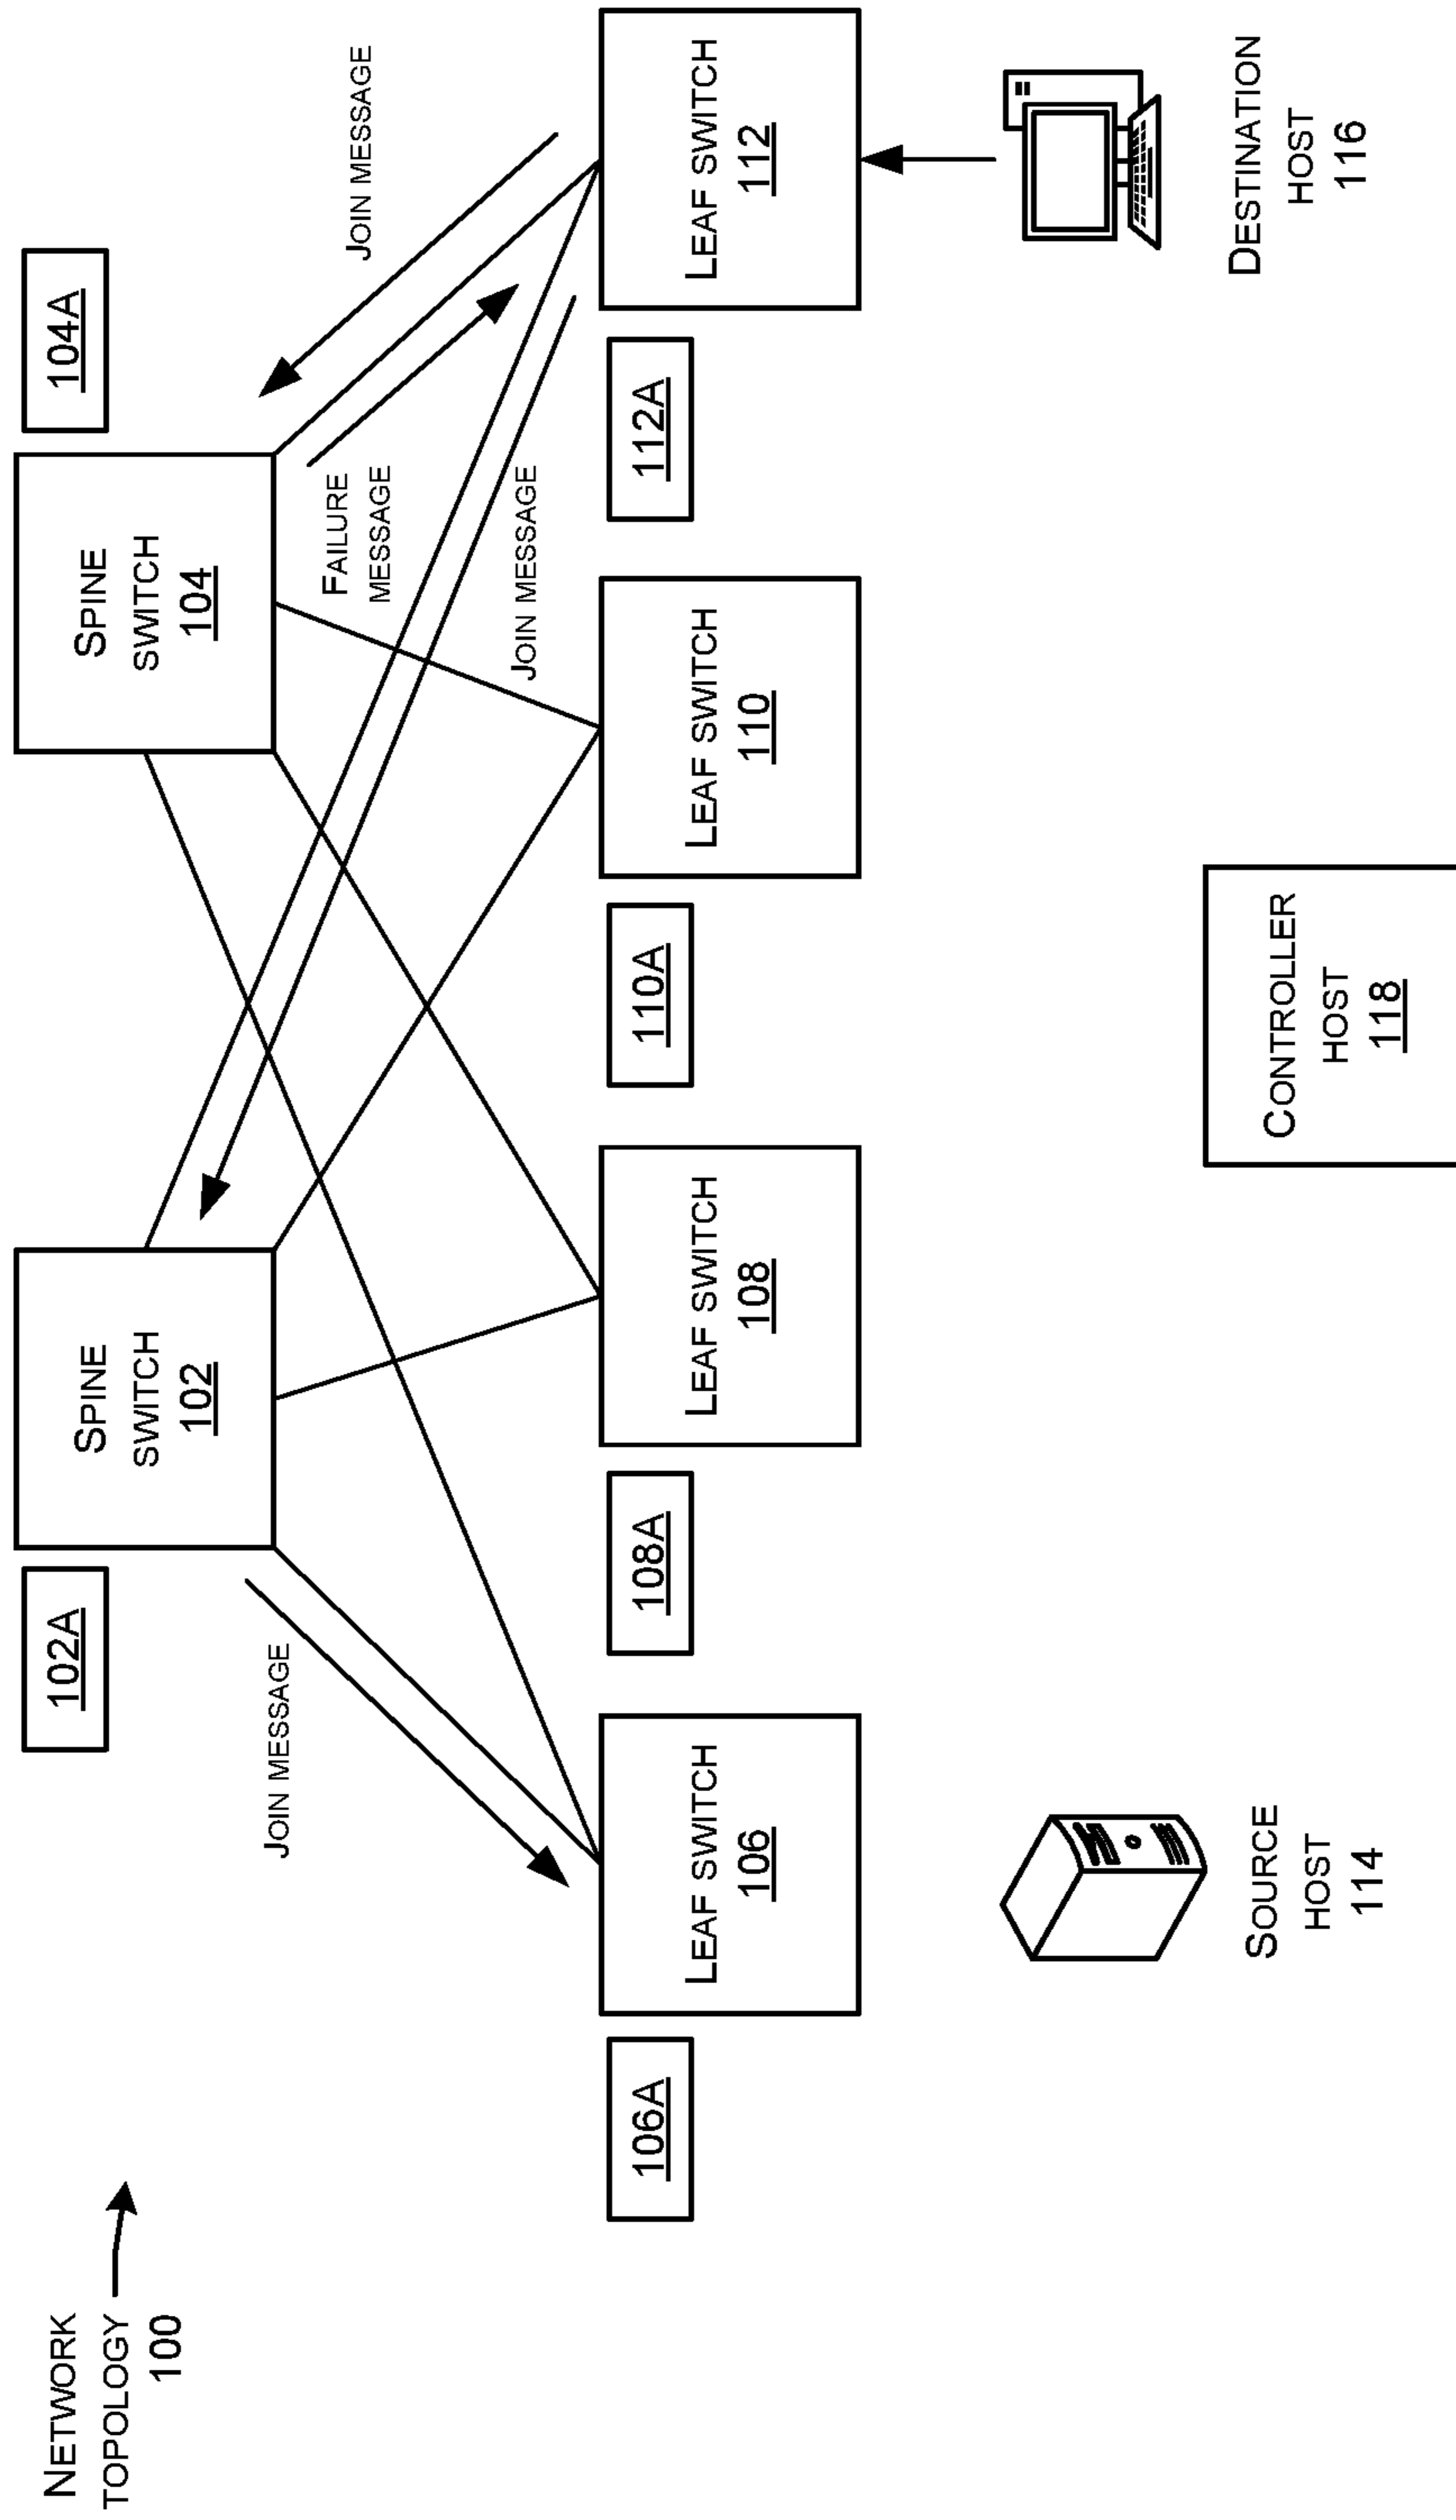 NETWORK
TOPOLOGY
100
102A
SPINE
SWITCH
102
SPINE
SWITCH
104
104A
JOIN MESSAGE
FAILURE
MESSAGE
JOIN MESSAGE
JOIN MESSAGE
106A
LEAF SWITCH
106
108A
LEAF SWITCH
108
110A
LEAF SWITCH
110
112A
LEAF SWITCH
112
SOURCE
HOST
114
CONTROLLER
HOST
118
DESTINATION
HOST
116